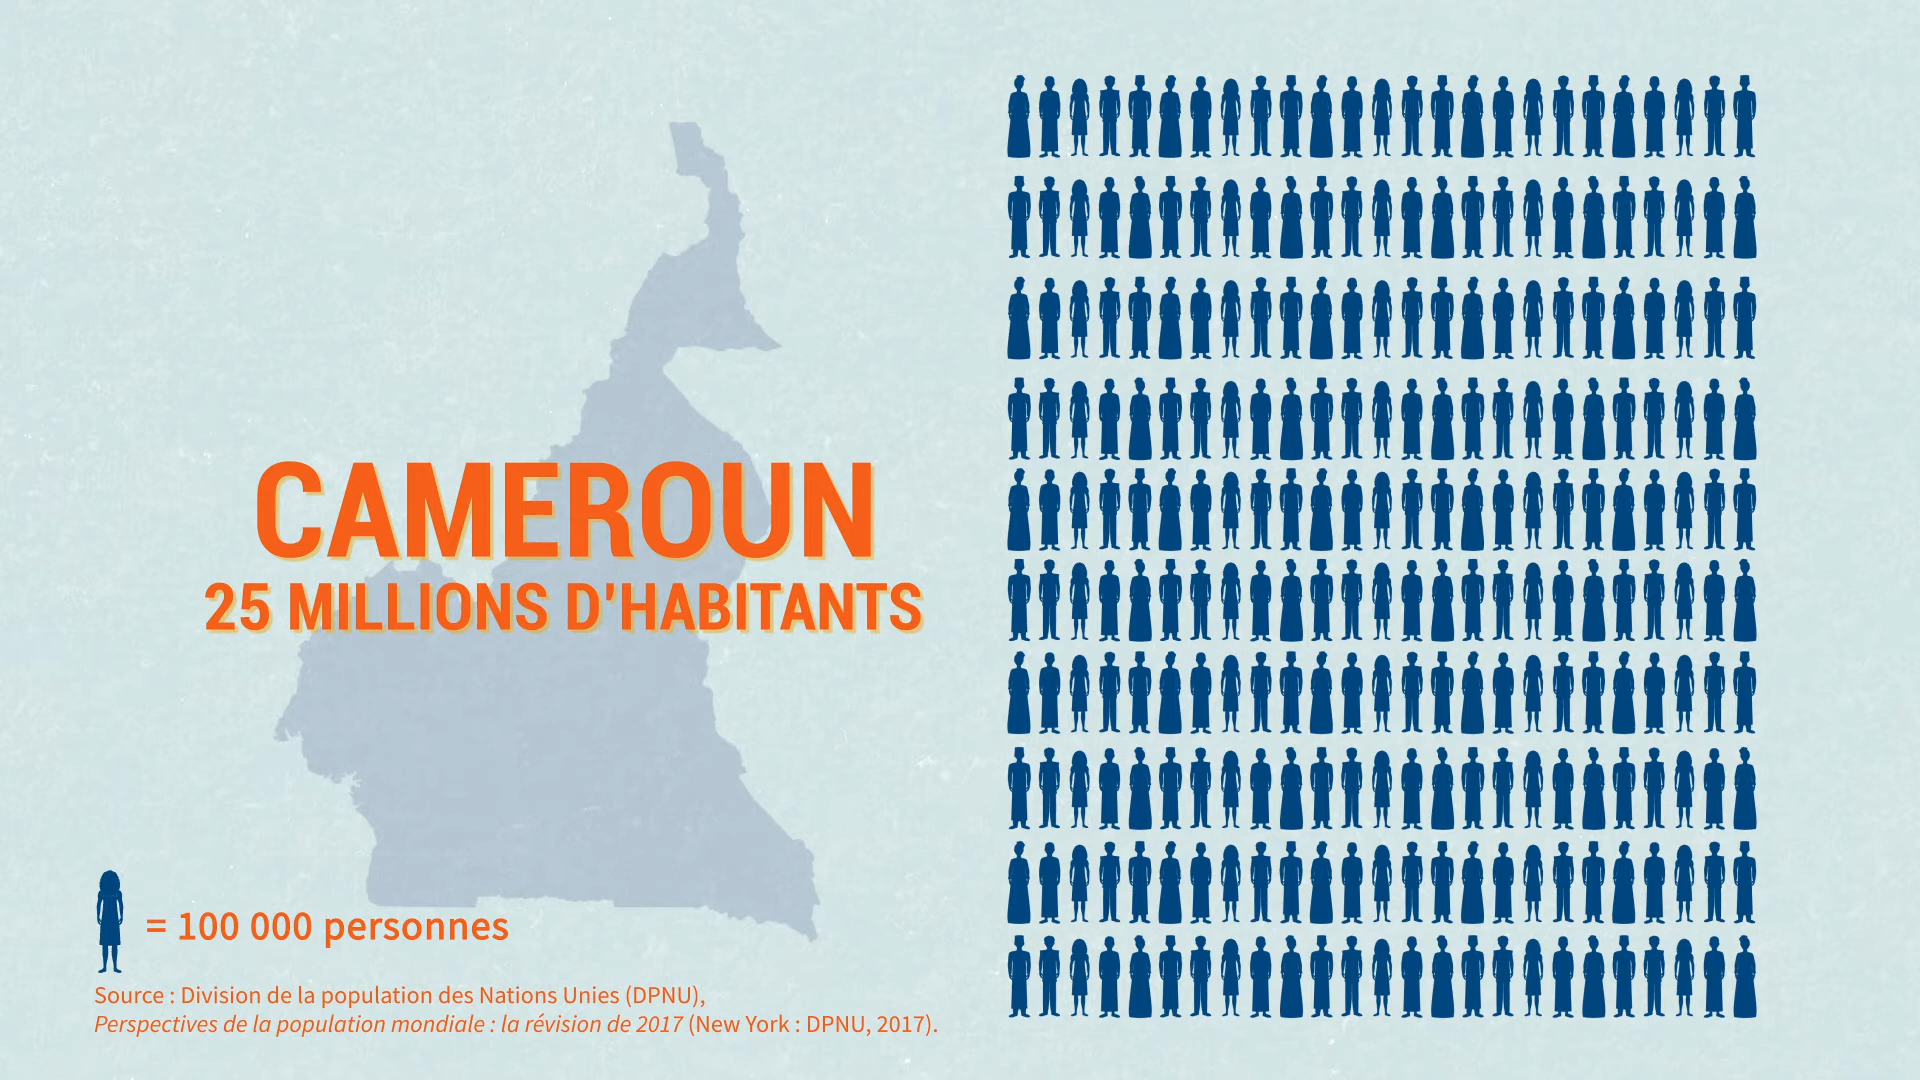 CAMEROUN
25 MILLIONS D’HABITANTS
= 100 000 personnes
Source : Division de la population des Nations Unies (DPNU),
Perspectives de la population mondiale : la révision de 2017 (New York : DPNU, 2017).